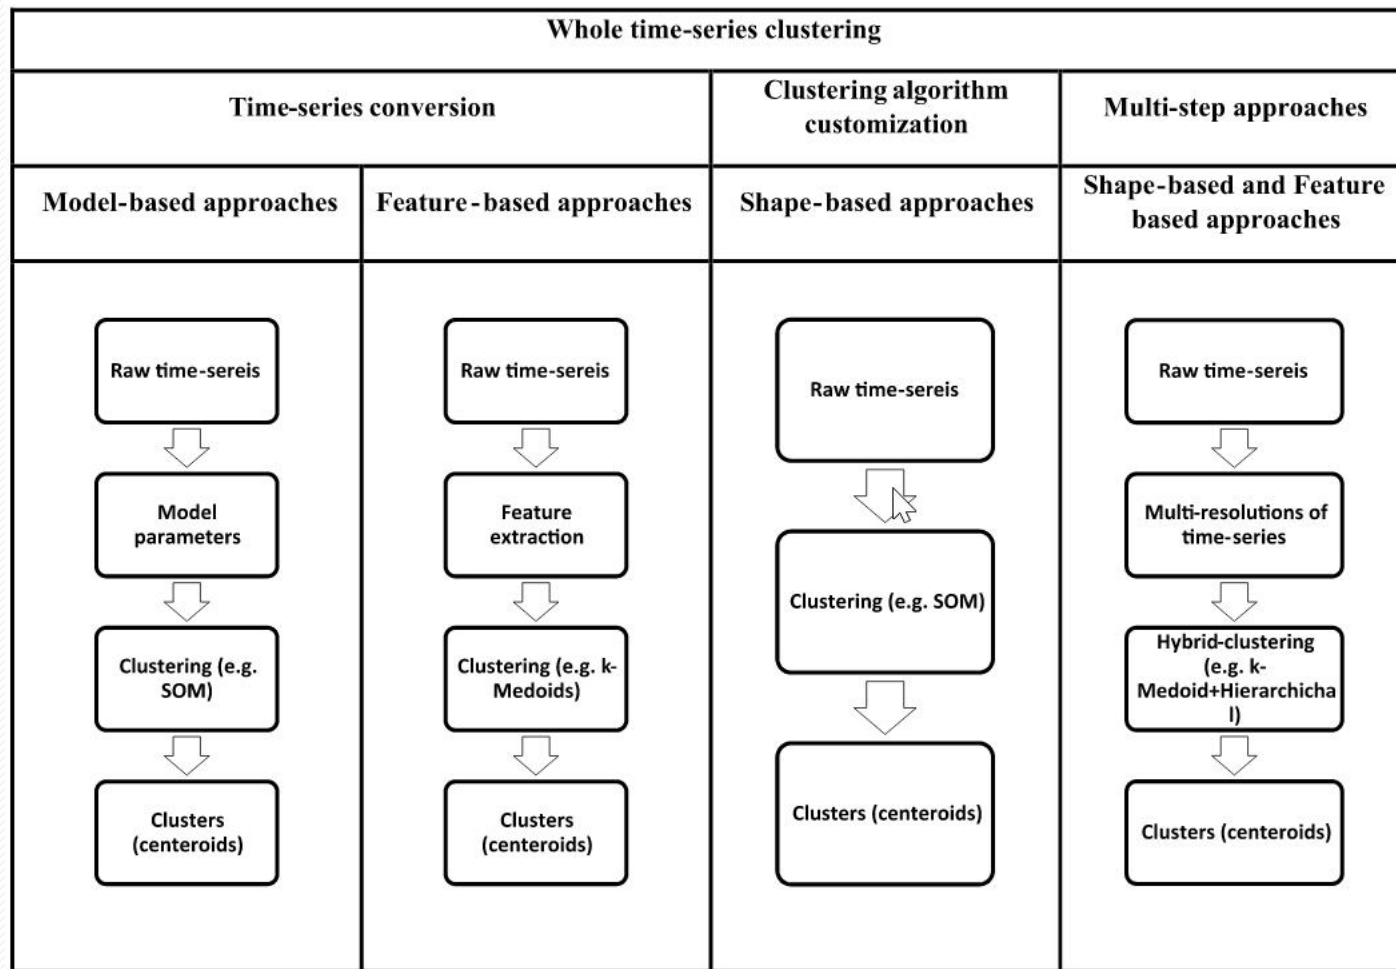 Whole time-series clustering
Time-series conversion
Clustering algorithm
customization
Multi-step approaches
Model-based approaches
Feature-based approaches
Shape-based approaches
Shape-based and Feature
based approaches
Raw time-sereis
Model
parameters
Clustering (e.g.
SOM)
Clusters
(centeroids)
Raw time-sereis
Feature
extraction
Clustering (e.g. k-
Medoids)
Clusters
(centeroids)
Raw time-sereis
Clustering (e.g. SOM)
Clusters (centeroids)
Raw time-sereis
Multi-resolutions of
time-series
Hybrid-clustering
(e.g. k-
Medoid+Hierarchicha
l)
Clusters (centeroids)